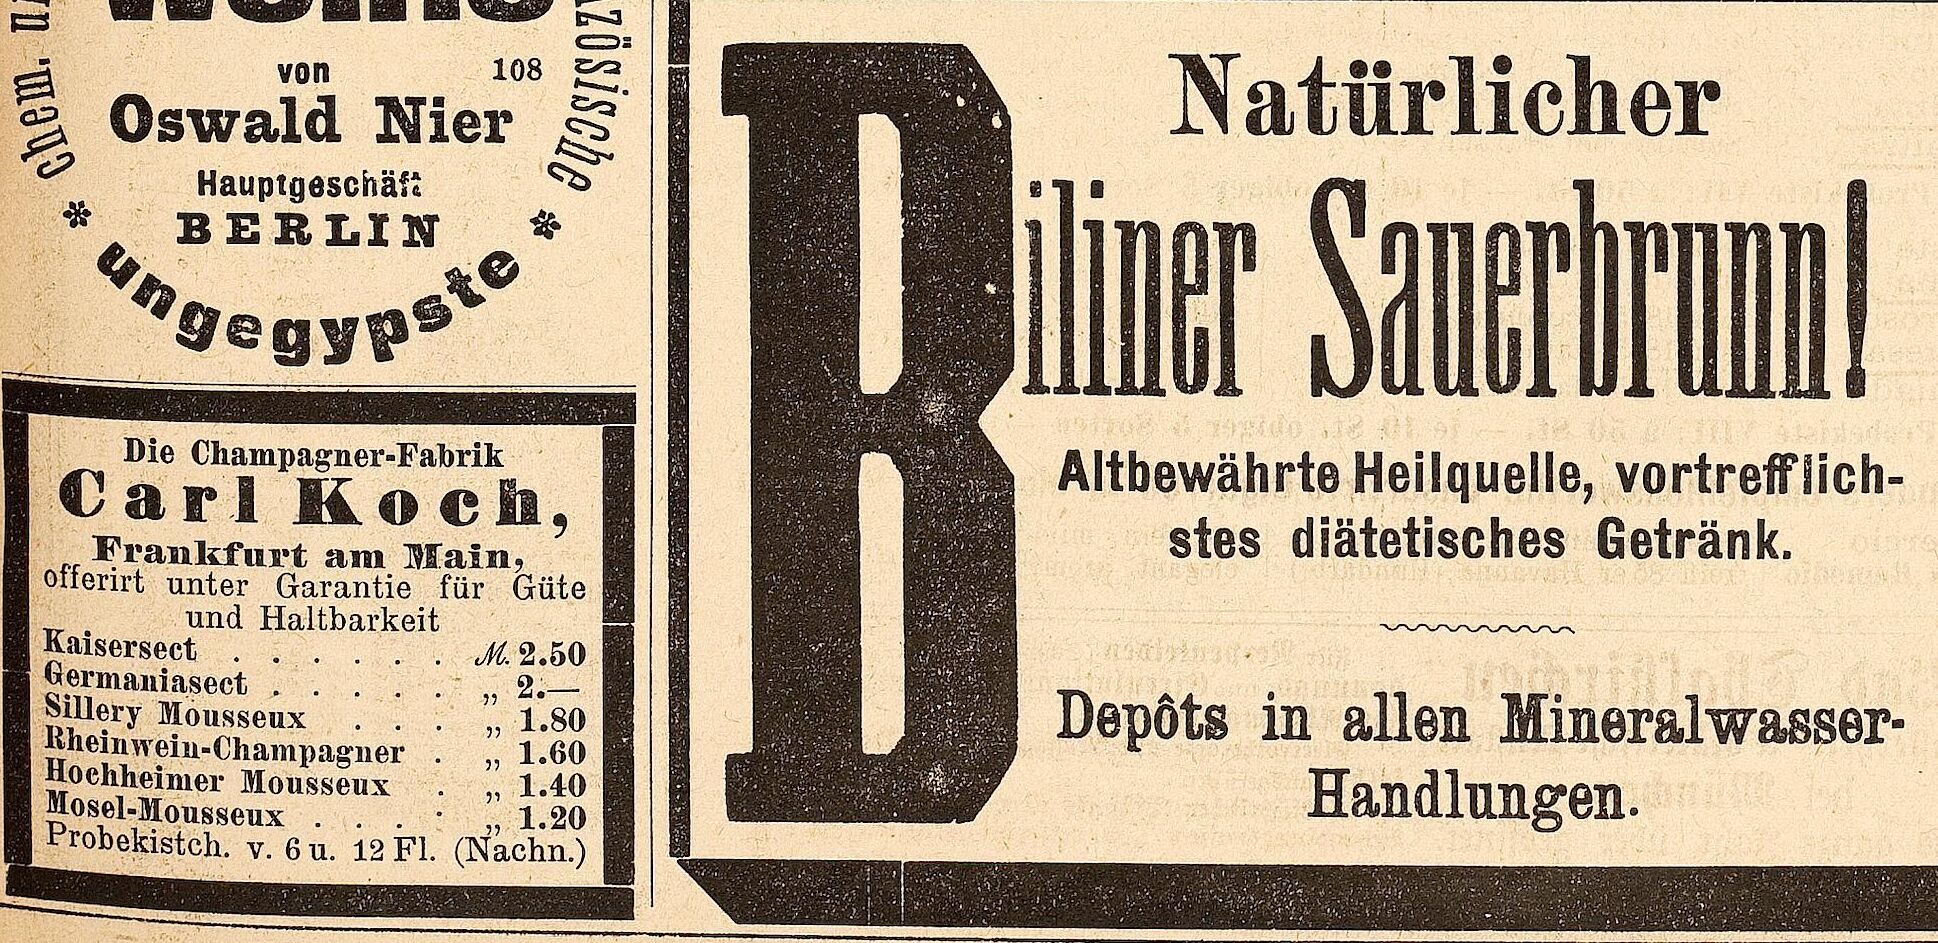 von 108
Oswald Nier
Hauptgeschäft
BERLIN
* ungegypste *
chem.
Die Champagner-Fabrik
Carl Koch,
Frankfurt am Main,
offerirt unter Garantie für Güte
und Haltbarkeit
Kaisersect . . . . . . M. 2.50
Germaniasect . . . . . „ 2.—
Sillery Mousseux . . . „ 1.80
Rheinwein-Champagner . „ 1.60
Hochheimer Mousseux . „ 1.40
Mosel-Mousseux . . . . „ 1.20
Probekistch. v. 6 u. 12 Fl. (Nachn.)
Natürlicher
Biliner Sauerbrunn!
Altbewährte Heilquelle, vortrefflich-
stes diätetisches Getränk.
Depôts in allen Mineralwasser-
Handlungen.